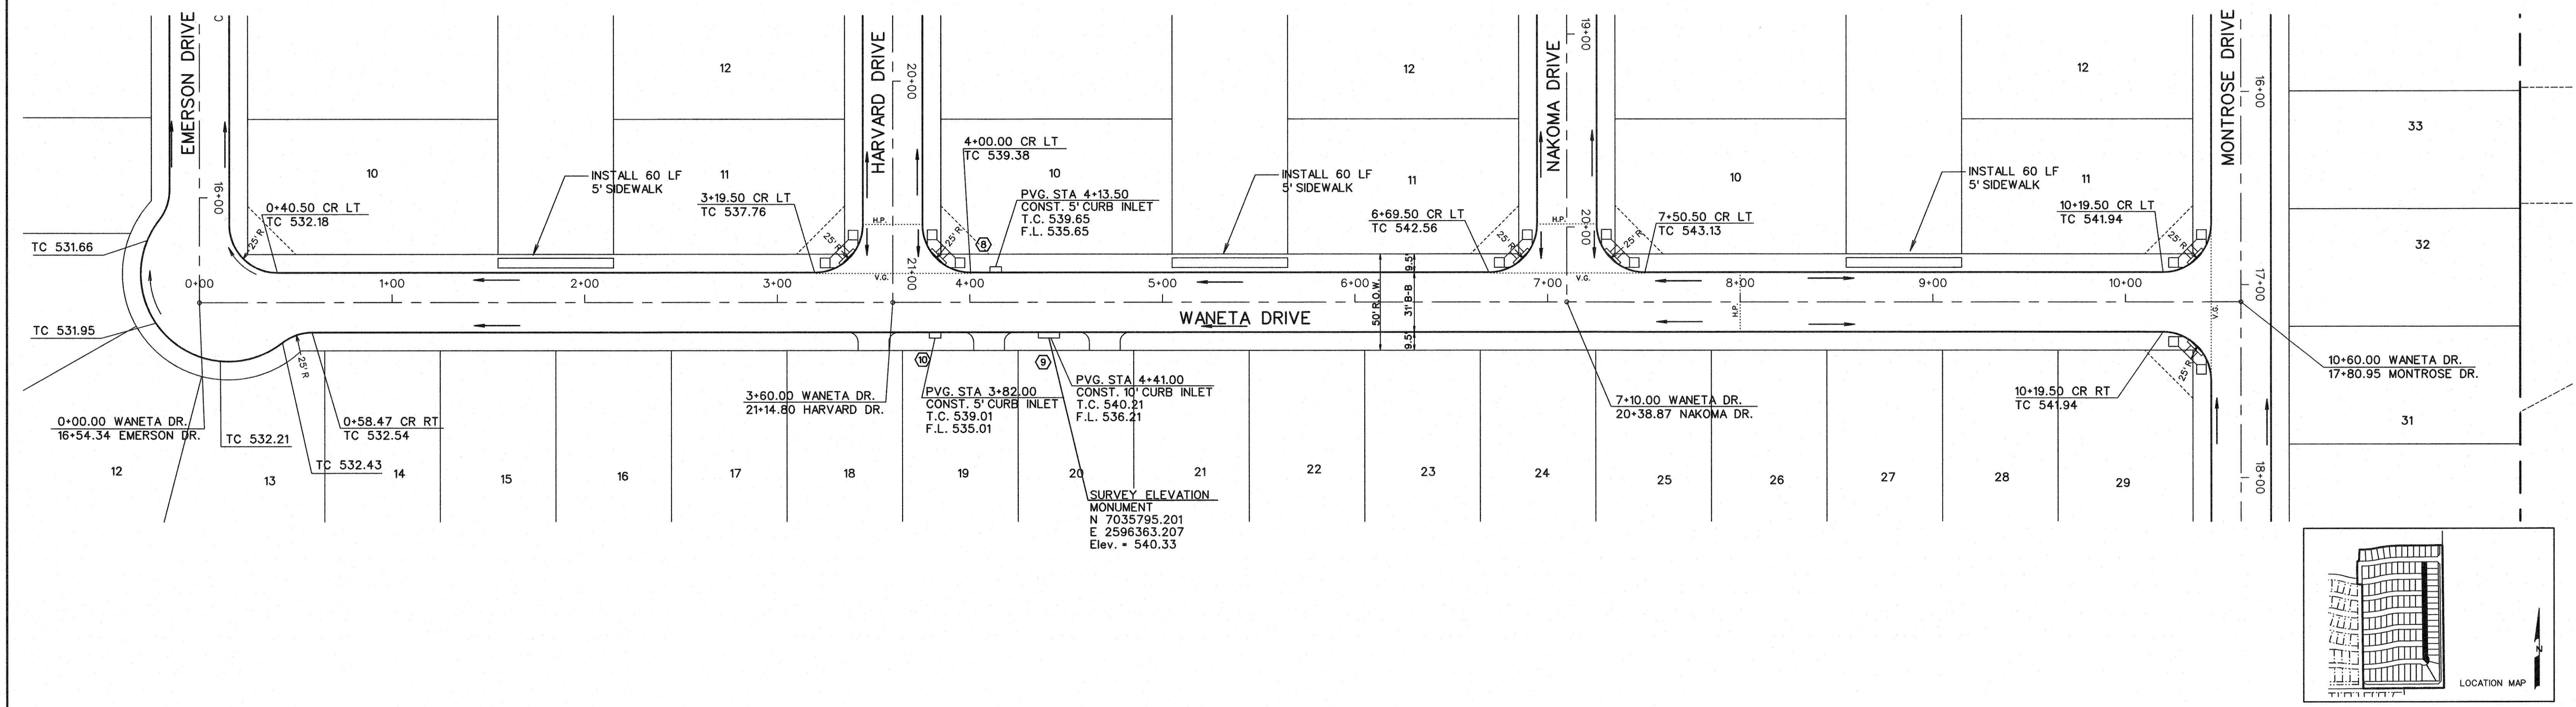 EMERSON DRIVE
C
16+00
HARVARD DRIVE
20+00
21+00
NAKOMA DRIVE
19+00
20+00
MONTROSE DRIVE
16+00
17+00
18+00
12
12
12
33
10
INSTALL 60 LF
5' SIDEWALK
11
3+19.50 CR LT
TC 537.76
4+00.00 CR LT
TC 539.38
10
PVG. STA 4+13.50
CONST. 5' CURB INLET
T.C. 539.65
F.L. 535.65
INSTALL 60 LF
5' SIDEWALK
11
6+69.50 CR LT
TC 542.56
7+50.50 CR LT
TC 543.13
10
INSTALL 60 LF
5' SIDEWALK
11
10+19.50 CR LT
TC 541.94
32
0+40.50 CR LT
TC 532.18
TC 531.66
25' R
25' R
H.P.
25' R
8
25' R
H.P.
25' R
25' R
V.G.
V.G.
0+00
1+00
2+00
3+00
4+00
5+00
6+00
7+00
8+00
9+00
10+00
50' R.O.W.
9.5'
31' B-B
9.5'
H.P.
V.G.
WANETA DRIVE
TC 531.95
25' R
10
9
25' R
10+60.00 WANETA DR.
17+80.95 MONTROSE DR.
0+00.00 WANETA DR.
16+54.34 EMERSON DR.
TC 532.21
0+58.47 CR RT
TC 532.54
TC 532.43
3+60.00 WANETA DR.
21+14.80 HARVARD DR.
PVG. STA 3+82.00
CONST. 5' CURB INLET
T.C. 539.01
F.L. 535.01
PVG. STA 4+41.00
CONST. 10' CURB INLET
T.C. 540.21
F.L. 536.21
7+10.00 WANETA DR.
20+38.87 NAKOMA DR.
10+19.50 CR RT
TC 541.94
31
12
13
14
15
16
17
18
19
20
21
22
23
24
25
26
27
28
29
SURVEY ELEVATION
MONUMENT
N 7035795.201
E 2596363.207
Elev. = 540.33
LOCATION MAP
N